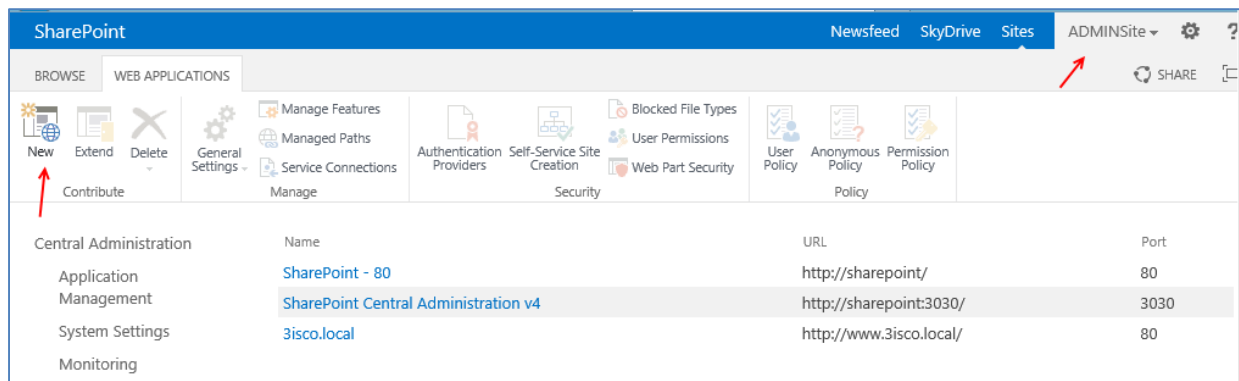 SharePoint Newsfeed SkyDrive Sites ADMINSite ?
BROWSE WEB APPLICATIONS SHARE
New Extend Delete General Settings Manage Features Managed Paths Service Connections Authentication Providers Self-Service Site Creation Blocked File Types User Permissions Web Part Security User Policy Anonymous Policy Permission Policy
Contribute Manage Security Policy
Central Administration
Application
Management
System Settings
Monitoring
Name URL Port
SharePoint - 80 http://sharepoint/ 80
SharePoint Central Administration v4 http://sharepoint:3030/ 3030
3isco.local http://www.3isco.local/ 80